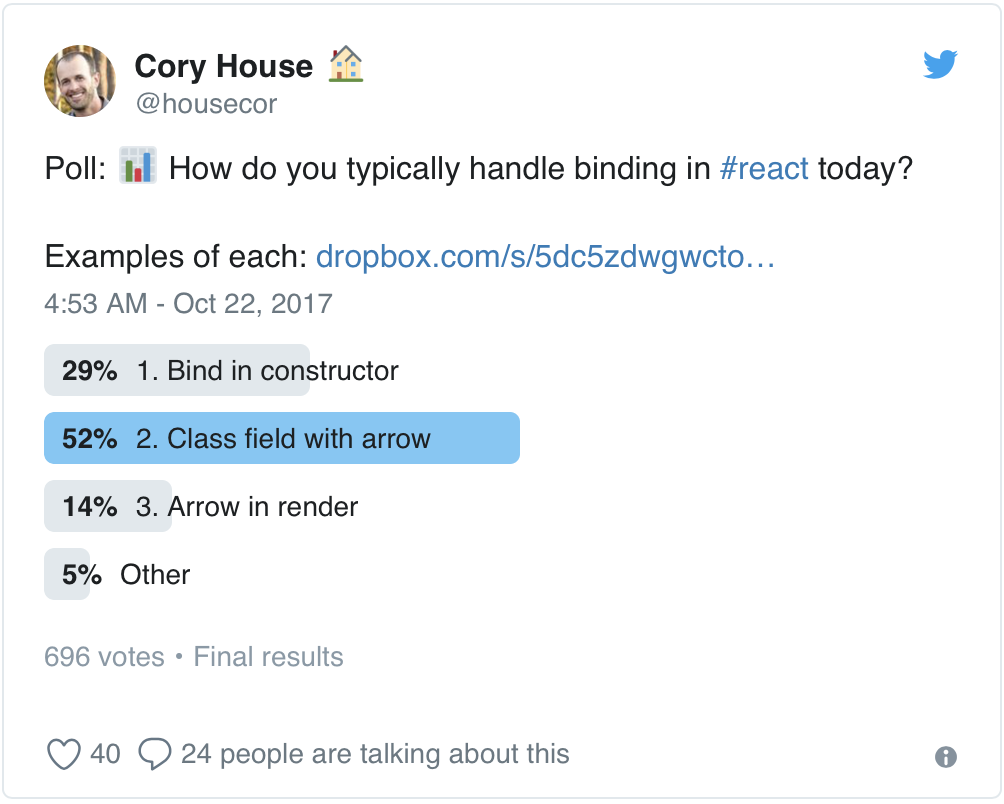 Cory House 🏠
@housecor
Poll: 📊 How do you typically handle binding in #react today?
Examples of each: dropbox.com/s/5dc5zdwgwcto…
4:53 AM - Oct 22, 2017
29% 1. Bind in constructor
52% 2. Class field with arrow
14% 3. Arrow in render
5% Other
696 votes • Final results
40 24 people are talking about this